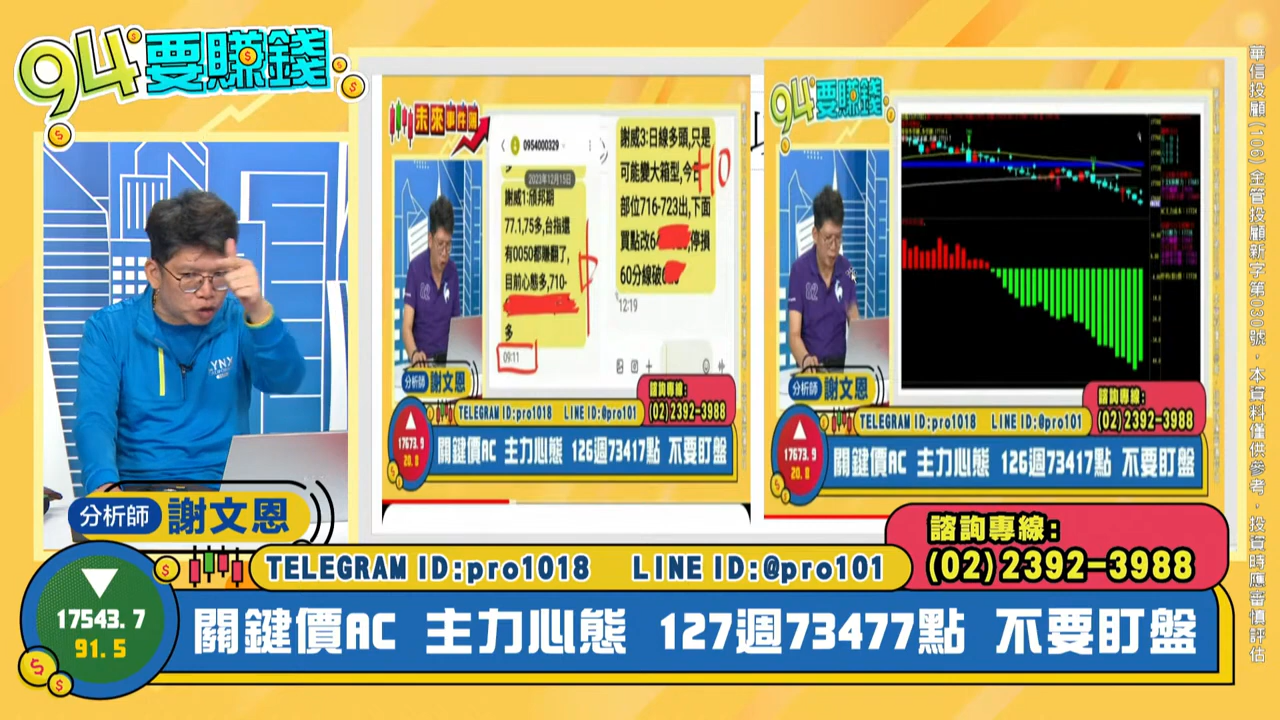 94要賺錢
華信投顧(106)金管投顧新字第030號，本資料僅供參考，投資時應審慎評估
未來事件簿
0954000329
2023年12月15日
謝威1:頎邦期
77.1,75多,台指還
有0050都賺翻了,
目前心態多,710-
多
09:11
謝威3:日線多頭,只是
可能變大箱型,今日
+10
部位716-723出,下面
買點改6
,停損
60分線破
12:19
分析師 謝文恩
諮詢專線:
(02)2392-3988
TELEGRAM ID:pro1018 LINE ID:@pro101
17673.9
20.8
關鍵價AC 主力心態 126週73417點 不要盯盤
94要賺錢
分析師 謝文恩
諮詢專線:
(02)2392-3988
TELEGRAM ID:pro1018 LINE ID:@pro101
17673.9
20.8
關鍵價AC 主力心態 126週73417點 不要盯盤
YNX
分析師 謝文恩
諮詢專線:
(02)2392-3988
TELEGRAM ID:pro1018 LINE ID:@pro101
17543.7
91.5
關鍵價AC 主力心態 127週73477點 不要盯盤